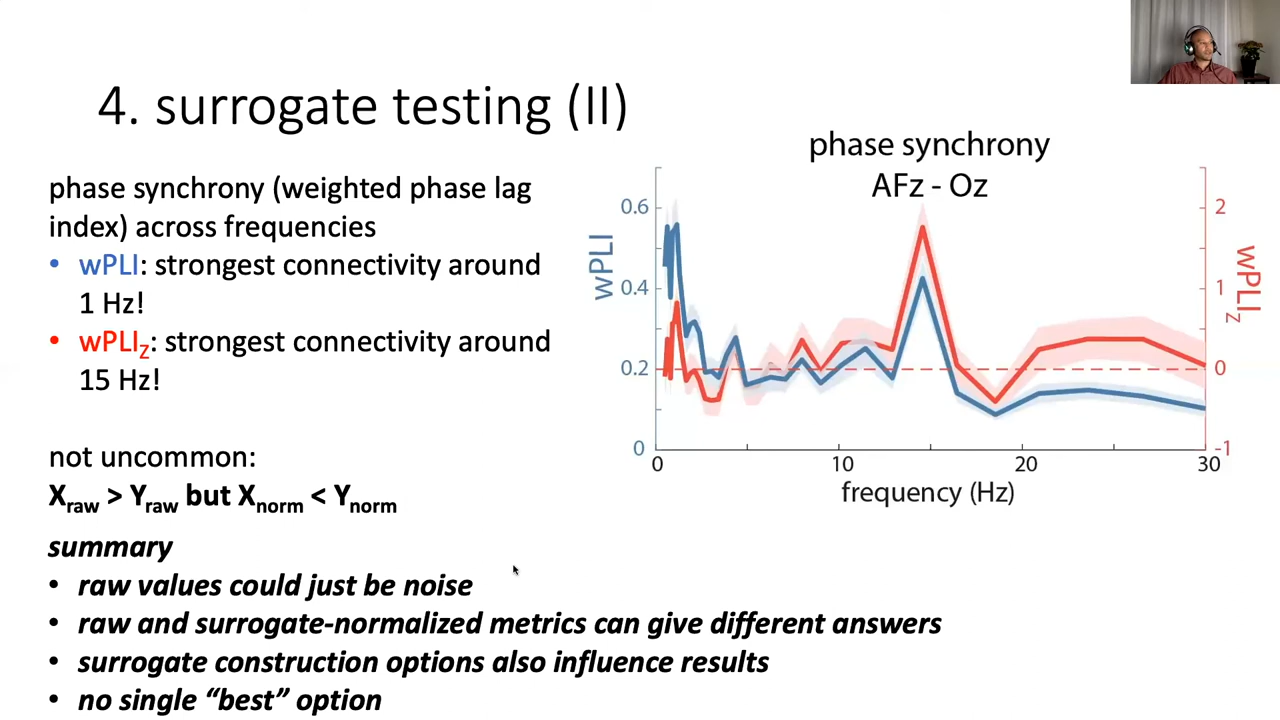 4. surrogate testing (II)
phase synchrony (weighted phase lag
index) across frequencies
• wPLI: strongest connectivity around
1 Hz!
• wPLIZ: strongest connectivity around
15 Hz!
not uncommon:
Xraw > Yraw but Xnorm < Ynorm
summary
• raw values could just be noise
• raw and surrogate-normalized metrics can give different answers
• surrogate construction options also influence results
• no single “best” option
phase synchrony
AFz - Oz
wPLI
0.6
0.4
0.2
0
2
1
0
-1
wPLIZ
0 10 20 30
frequency (Hz)